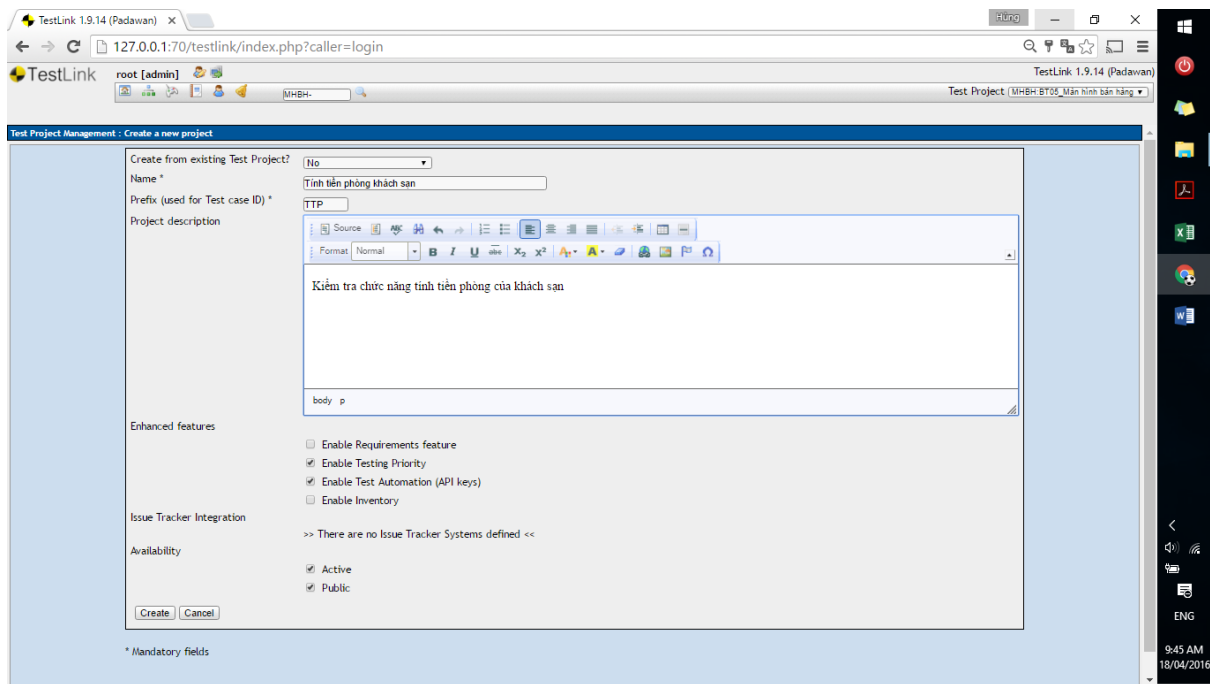 TestLink 1.9.14 (Padawan)
Hùng
127.0.0.1:70/testlink/index.php?caller=login
TestLink
root [admin]
TestLink 1.9.14 (Padawan)
MHBH-
Test Project MHBH:BT05_Màn hình bán hàng
Test Project Management : Create a new project
Create from existing Test Project?
No
Name *
Tính tiền phòng khách sạn
Prefix (used for Test case ID) *
TTP
Project description
Source
Format Normal
B I U abc X₂ X² A A Ω
Kiểm tra chức năng tính tiền phòng của khách sạn
body p
Enhanced features
Enable Requirements feature
Enable Testing Priority
Enable Test Automation (API keys)
Enable Inventory
Issue Tracker Integration
>> There are no Issue Tracker Systems defined <<
Availability
Active
Public
Create Cancel
* Mandatory fields
ENG
9:45 AM
18/04/2016